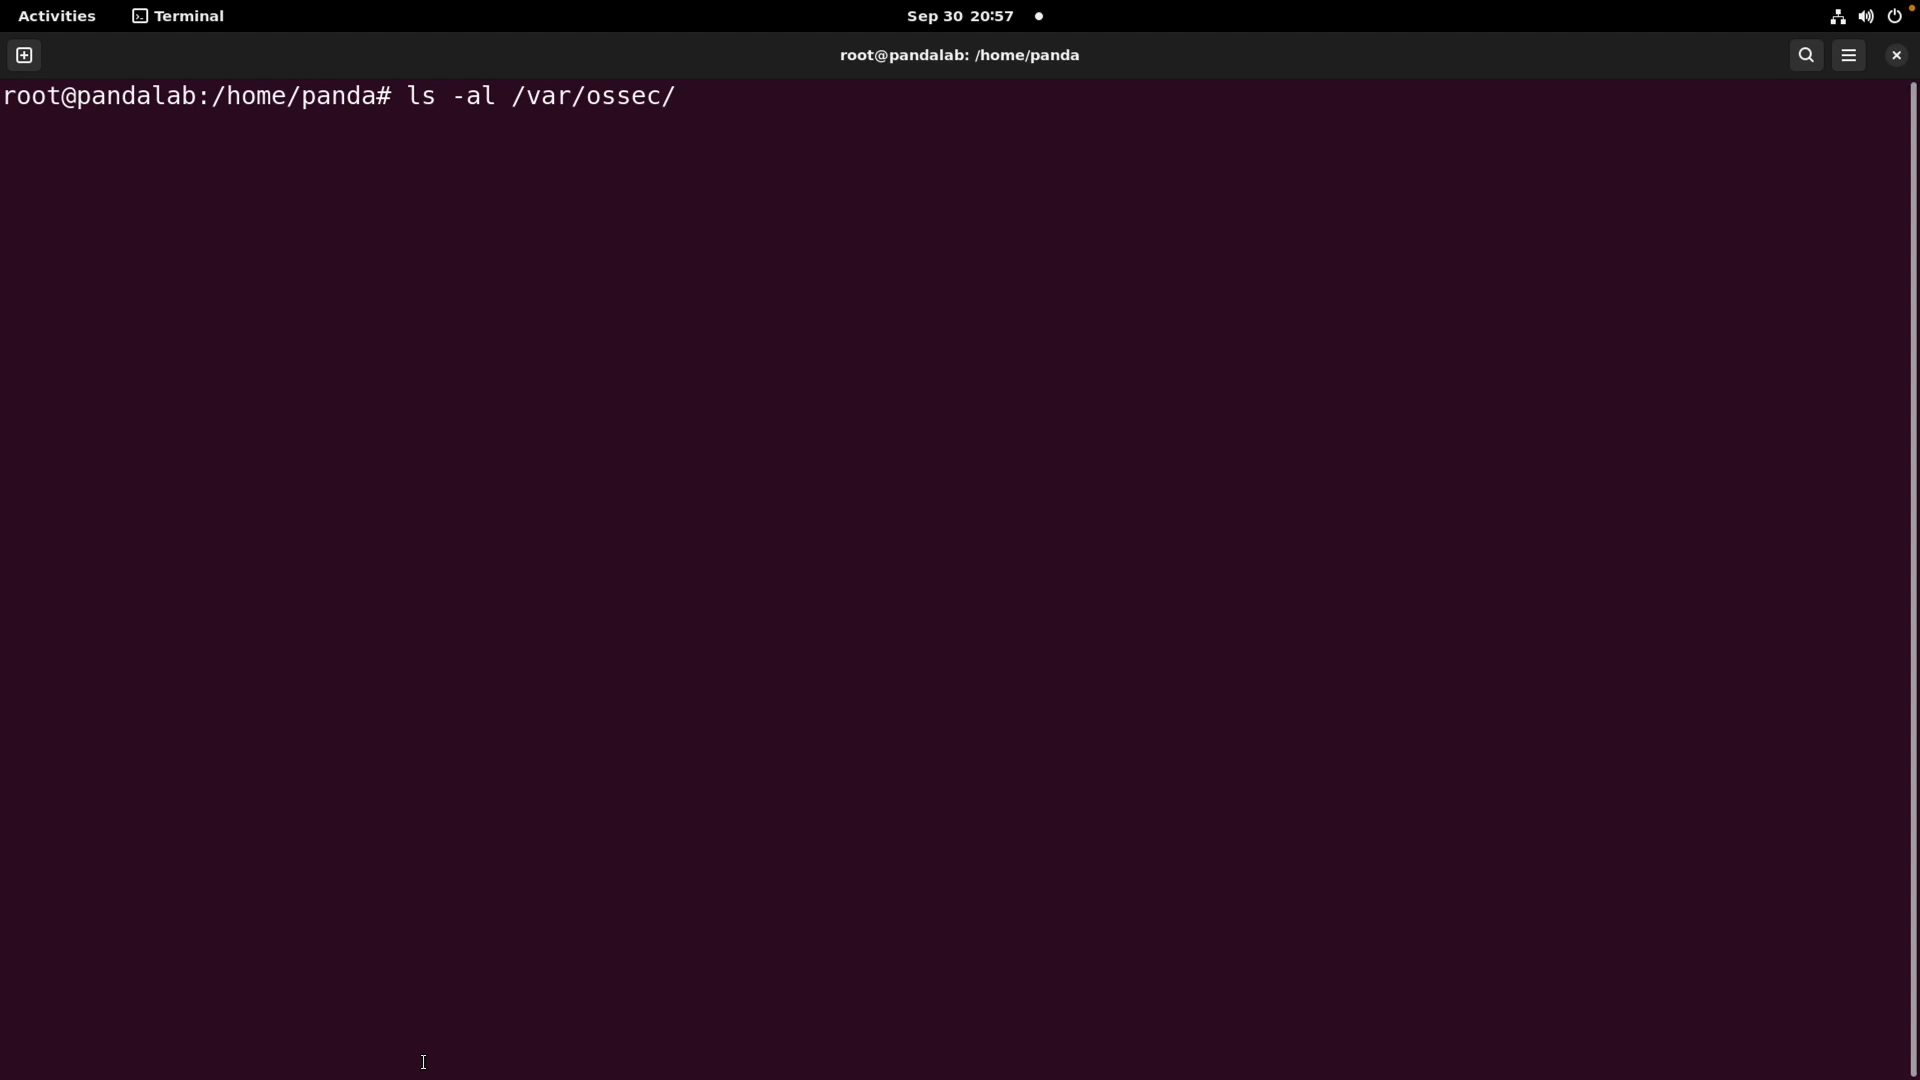 Activities Terminal Sep 30 20:57
root@pandalab: /home/panda
root@pandalab:/home/panda# ls -al /var/ossec/